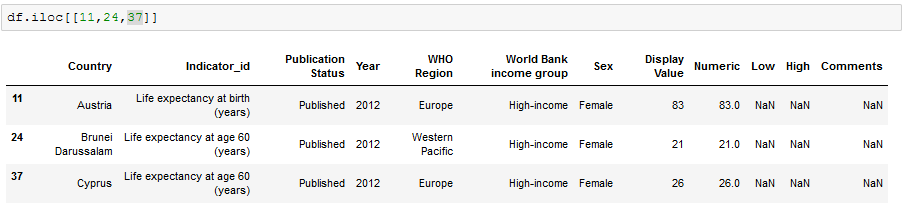 df.iloc[[11,24,37]]
Country Indicator_id Publication Status Year WHO Region World Bank income group Sex Display Value Numeric Low High Comments
11 Austria Life expectancy at birth (years) Published 2012 Europe High-income Female 83 83.0 NaN NaN NaN
24 Brunei Darussalam Life expectancy at age 60 (years) Published 2012 Western Pacific High-income Female 21 21.0 NaN NaN NaN
37 Cyprus Life expectancy at age 60 (years) Published 2012 Europe High-income Female 26 26.0 NaN NaN NaN